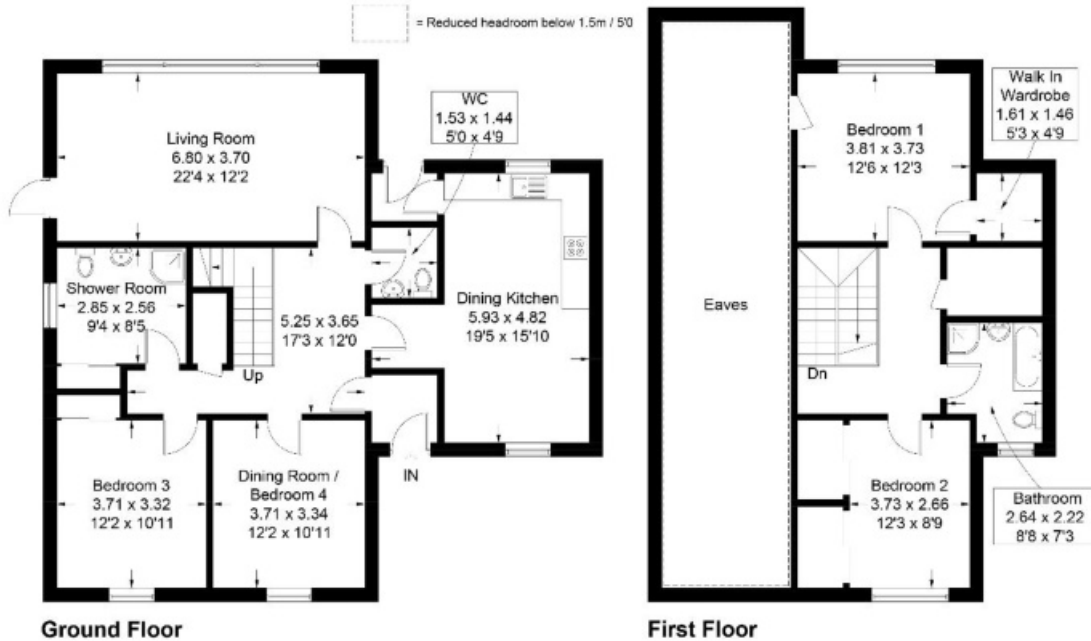 = Reduced headroom below 1.5m / 5'0
WC
1.53 x 1.44
5'0 x 4'9
Living Room
6.80 x 3.70
22'4 x 12'2
Shower Room
2.85 x 2.56
9'4 x 8'5
5.25 x 3.65
17'3 x 12'0
Up
Dining Kitchen
5.93 x 4.82
19'5 x 15'10
IN
Bedroom 3
3.71 x 3.32
12'2 x 10'11
Dining Room /
Bedroom 4
3.71 x 3.34
12'2 x 10'11
Ground Floor
Walk In
Wardrobe
1.61 x 1.46
5'3 x 4'9
Bedroom 1
3.81 x 3.73
12'6 x 12'3
Eaves
Dn
Bedroom 2
3.73 x 2.66
12'3 x 8'9
Bathroom
2.64 x 2.22
8'8 x 7'3
First Floor